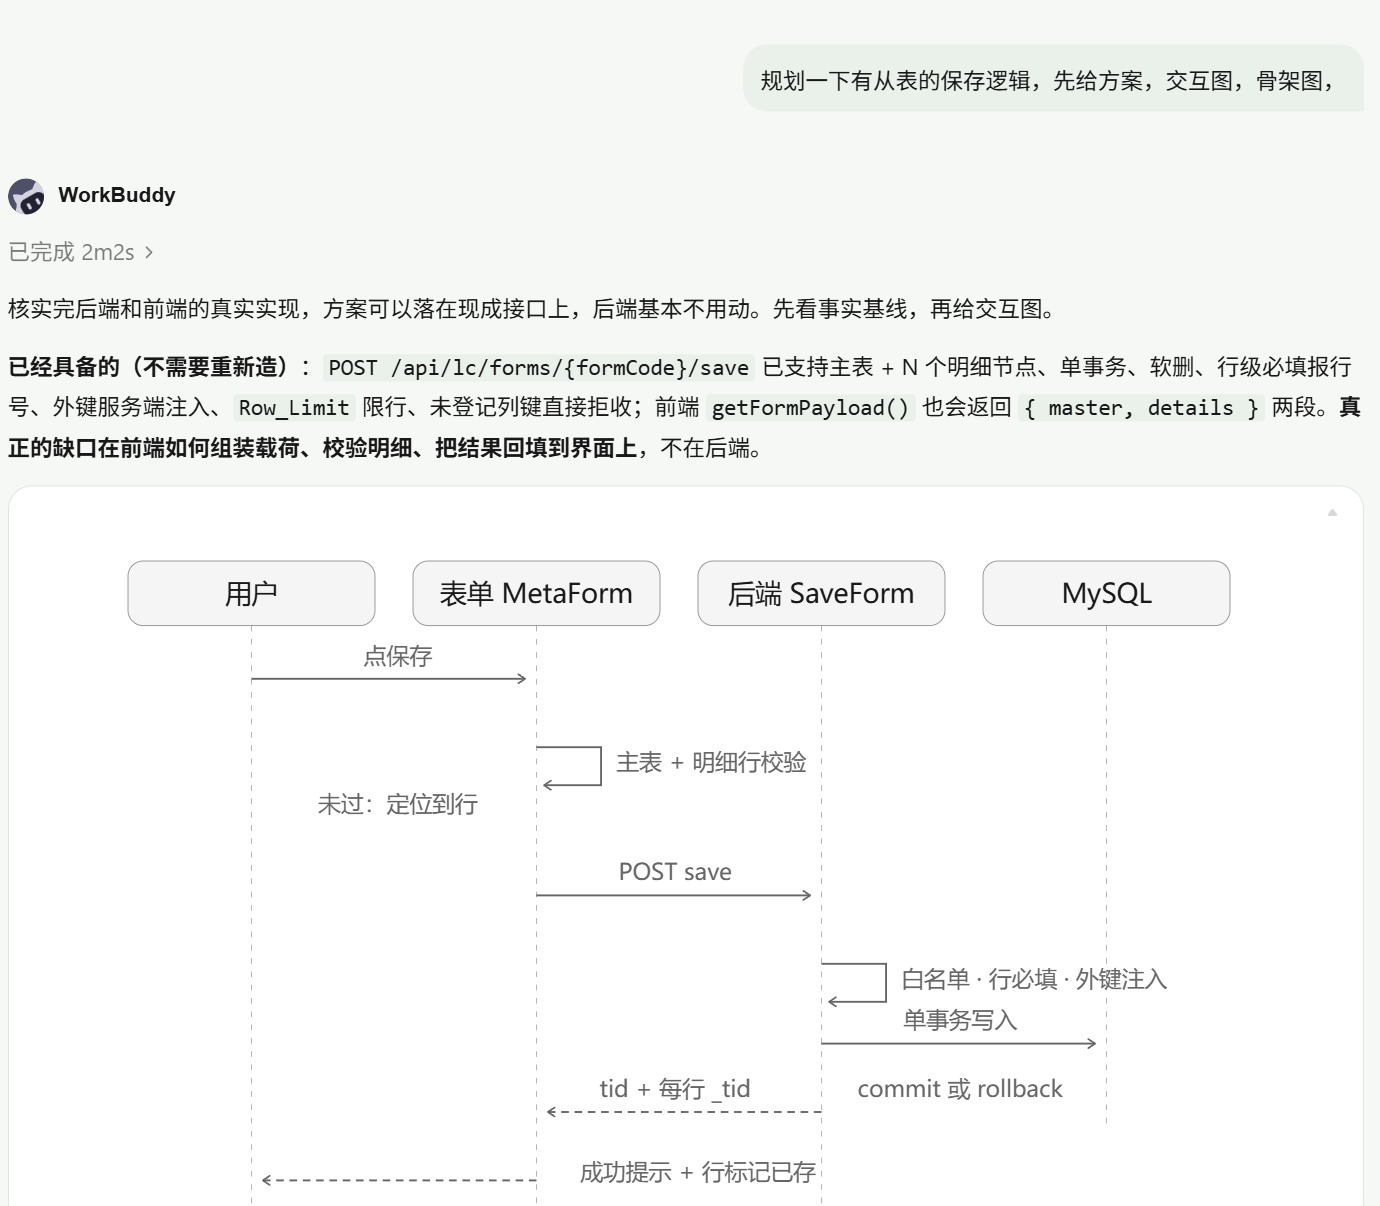 规划一下有从表的保存逻辑，先给方案，交互图，骨架图，
WorkBuddy
已完成 2m2s >
核实完后端和前端的真实实现，方案可以落在现成接口上，后端基本不用动。先看事实基线，再给交互图。
已经具备的（不需要重新造）：POST /api/lc/forms/{formCode}/save 已支持主表 + N 个明细节点、单事务、软删、行级必填报行
号、外键服务端注入、Row_Limit 限行、未登记列键直接拒收；前端 getFormPayload() 也会返回 { master, details } 两段。真
正的缺口在前端如何组装载荷、校验明细、把结果回填到界面上，不在后端。
用户
表单 MetaForm
后端 SaveForm
MySQL
点保存
主表 + 明细行校验
未过：定位到行
POST save
白名单 · 行必填 · 外键注入
单事务写入
tid + 每行 _tid
commit 或 rollback
成功提示 + 行标记已存